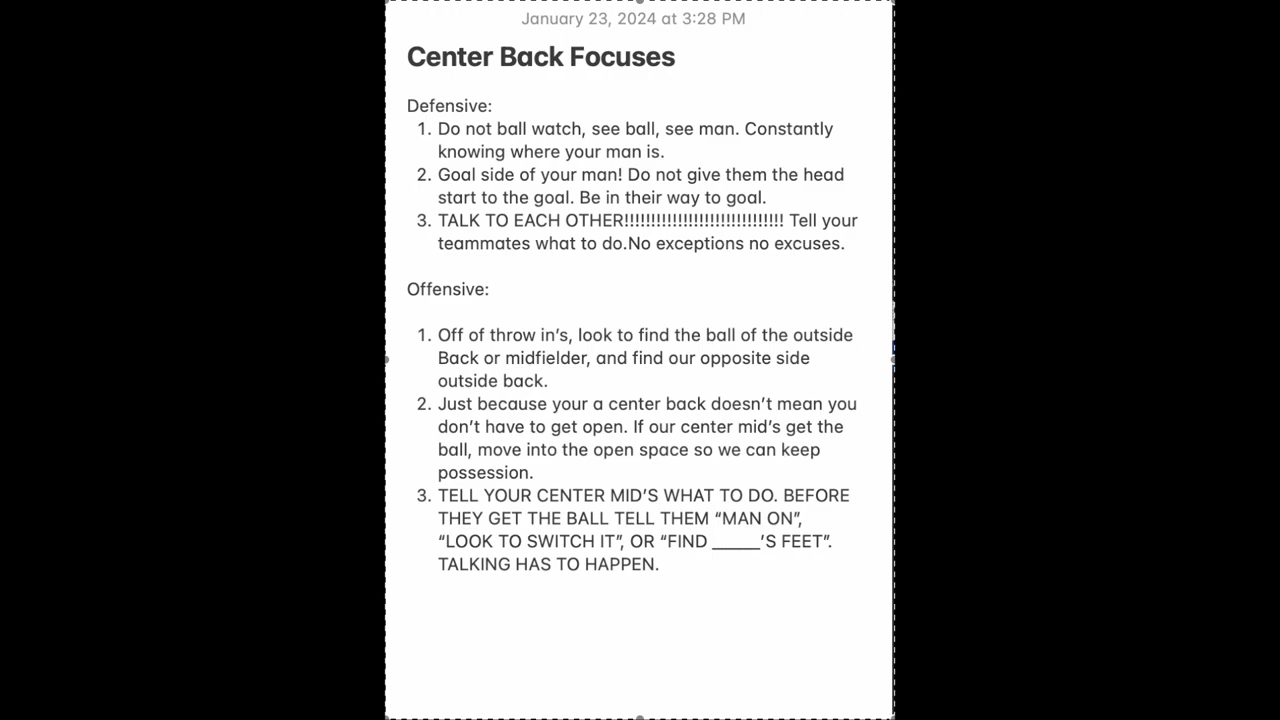 January 23, 2024 at 3:28 PM
Center Back Focuses
Defensive:
1. Do not ball watch, see ball, see man. Constantly
knowing where your man is.
2. Goal side of your man! Do not give them the head
start to the goal. Be in their way to goal.
3. TALK TO EACH OTHER!!!!!!!!!!!!!!!!!!!!!!!!!!!!!! Tell your
teammates what to do.No exceptions no excuses.
Offensive:
1. Off of throw in’s, look to find the ball of the outside
Back or midfielder, and find our opposite side
outside back.
2. Just because your a center back doesn’t mean you
don’t have to get open. If our center mid’s get the
ball, move into the open space so we can keep
possession.
3. TELL YOUR CENTER MID’S WHAT TO DO. BEFORE
THEY GET THE BALL TELL THEM “MAN ON”,
“LOOK TO SWITCH IT”, OR “FIND ______’S FEET”.
TALKING HAS TO HAPPEN.